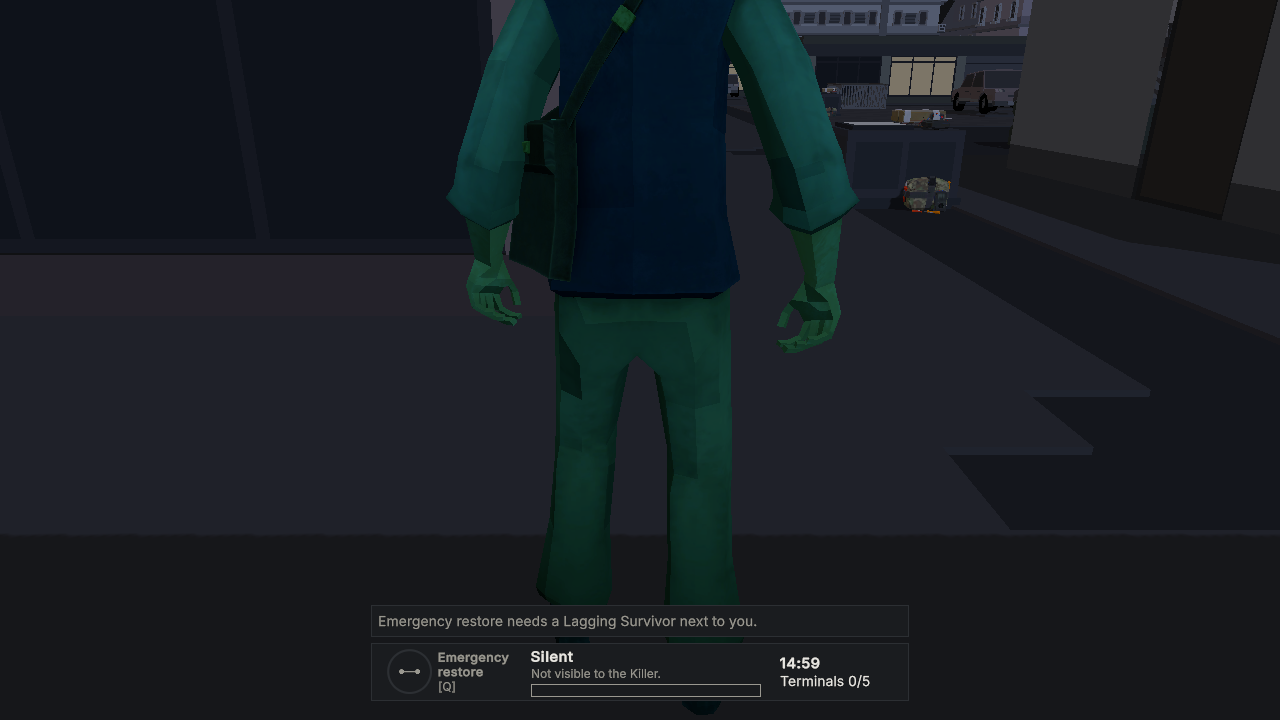 Emergency restore needs a Lagging Survivor next to you.
Emergency
restore
[Q]
Silent
Not visible to the Killer.
14:59
Terminals 0/5